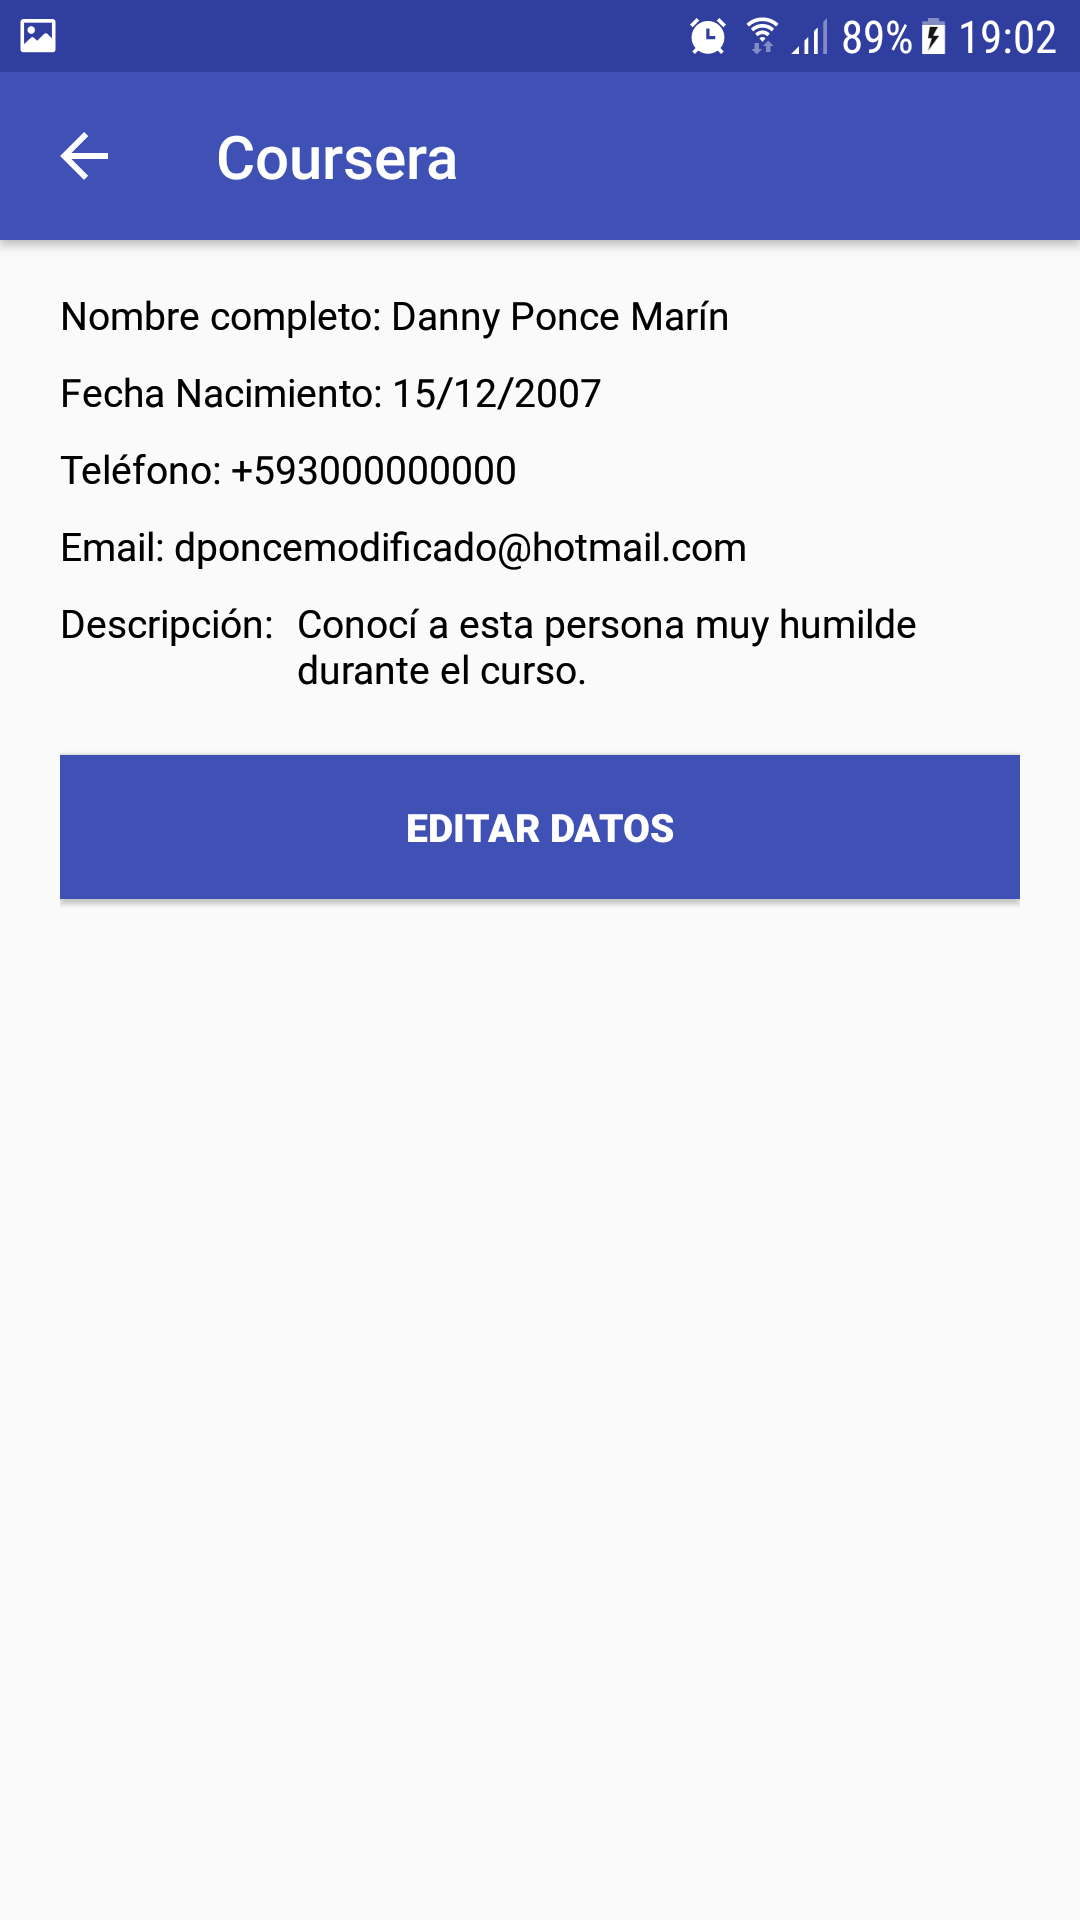 89% 19:02
Coursera
Nombre completo: Danny Ponce Marín
Fecha Nacimiento: 15/12/2007
Teléfono: +593000000000
Email: dponcemodificado@hotmail.com
Descripción: Conocí a esta persona muy humilde
durante el curso.
EDITAR DATOS